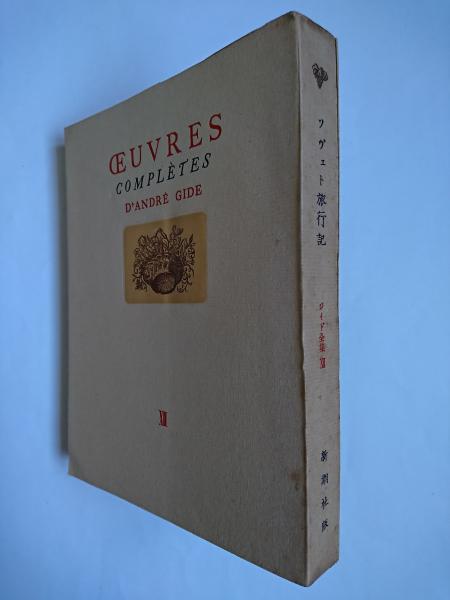 ŒUVRES
COMPLÈTES
D'ANDRÉ GIDE
XII
ソヴェト旅行記
ジイド全集 XII
新潮社版